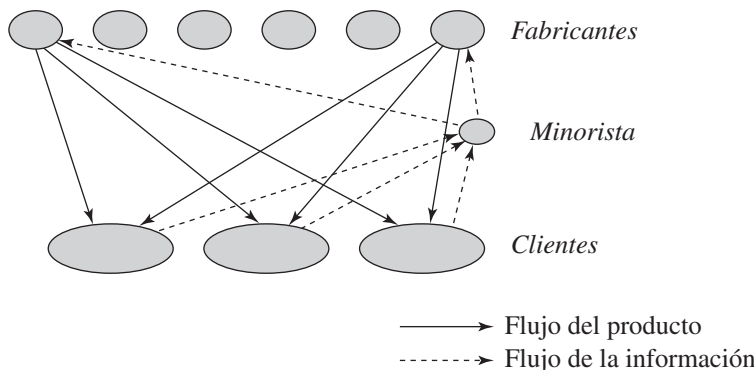 Fabricantes
Minorista
Clientes
Flujo del producto
Flujo de la información